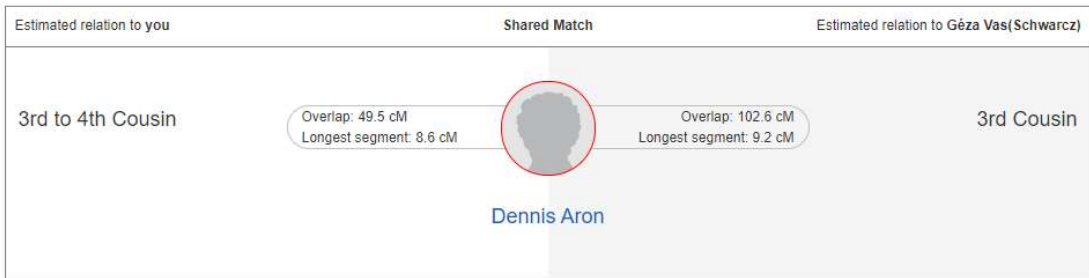 Estimated relation to you
Shared Match
Estimated relation to Géza Vas(Schwarcz)
3rd to 4th Cousin
Overlap: 49.5 cM
Longest segment: 8.6 cM
Overlap: 102.6 cM
Longest segment: 9.2 cM
3rd Cousin
Dennis Aron